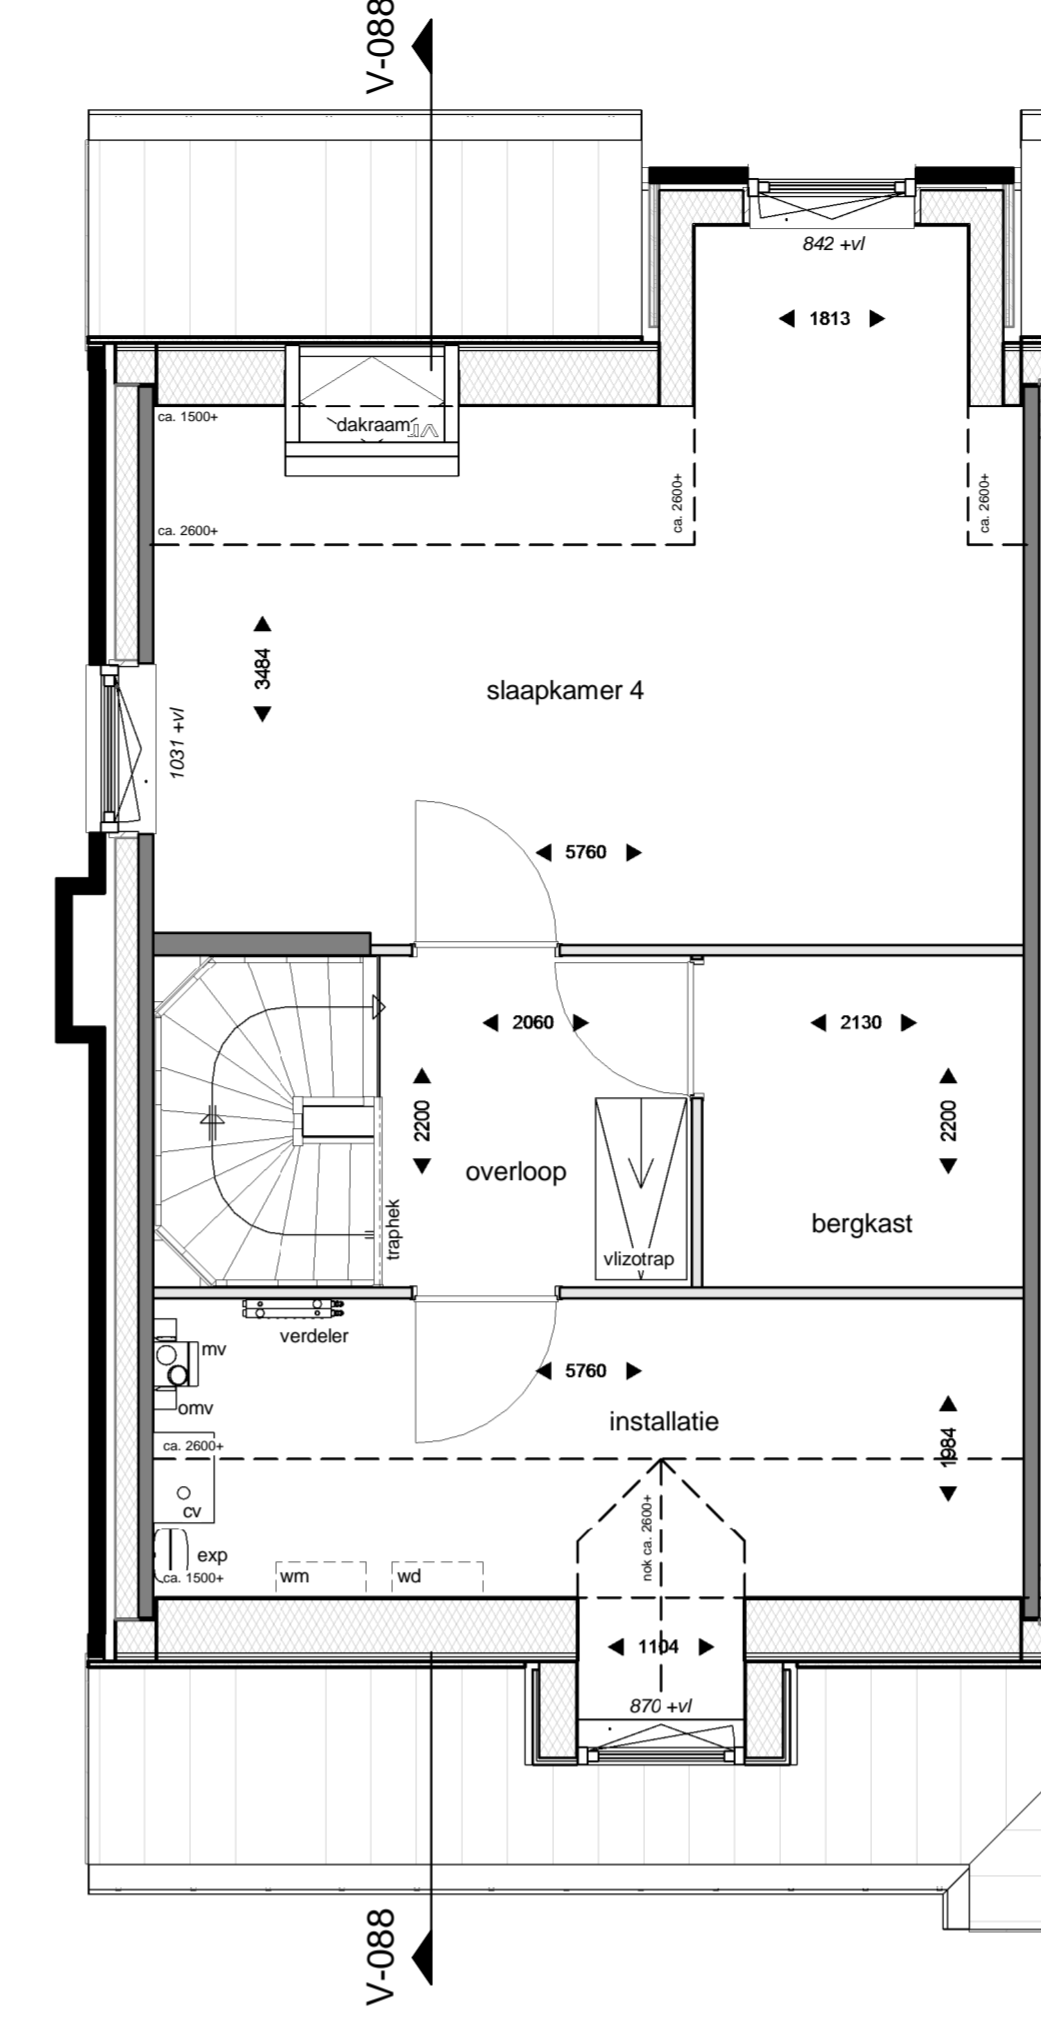 V-088
842 +vl
1813
ca. 1500+
dakraam
ca. 2600+
ca. 2600+
ca. 2600+
3484
slaapkamer 4
1031 +vl
5760
2060
2130
2200
2200
overloop
traphek
vlizotrap
bergkast
verdeler
mv
5760
omv
installatie
1984
ca. 2600+
cv
nok ca. 2600+
exp
ca. 1500+
wm
wd
1104
870 +vl
V-088